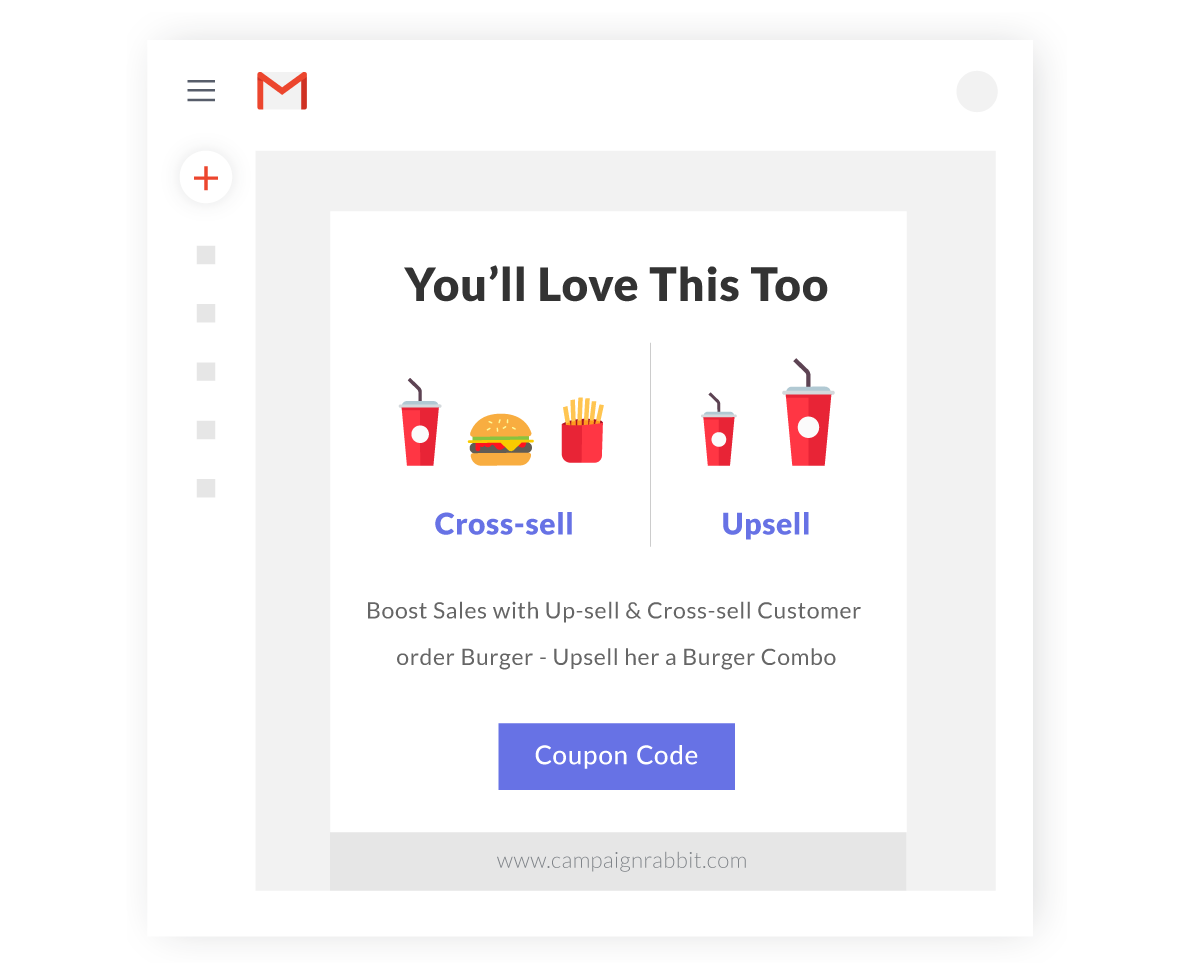 You’ll Love This Too
Cross-sell
Upsell
Boost Sales with Up-sell & Cross-sell Customer
order Burger - Upsell her a Burger Combo
Coupon Code
www.campaignrabbit.com